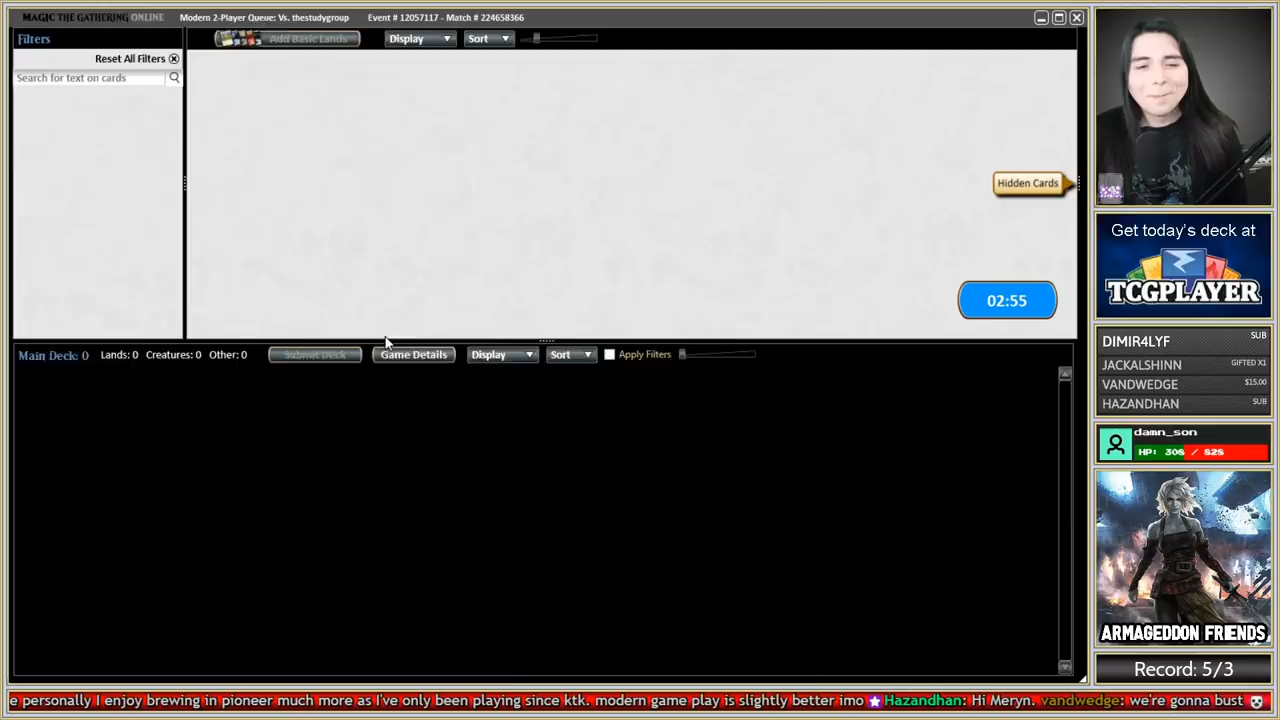 MAGIC THE GATHERING ONLINE Modern 2-Player Queue: Vs. thestudygroup Event # 12057117 - Match # 224658366
Filters
Add Basic Lands Display Sort
Reset All Filters
Search for text on cards
Hidden Cards
02:55
Main Deck: 0 Lands: 0 Creatures: 0 Other: 0 Submit Deck Game Details Display Sort Apply Filters
Get today's deck at
TCGPLAYER
DIMIR4LYF SUB
JACKALSHINN GIFTED X1
VANDWEDGE $15.00
HAZANDHAN SUB
damn_son
HP: 308 / 828
ARMAGEDDON FRIENDS
Record: 5/3
e personally I enjoy brewing in pioneer much more as I've only been playing since ktk. modern game play is slightly better imo Hazandhan: Hi Meryn. vandwedge: we're gonna bust